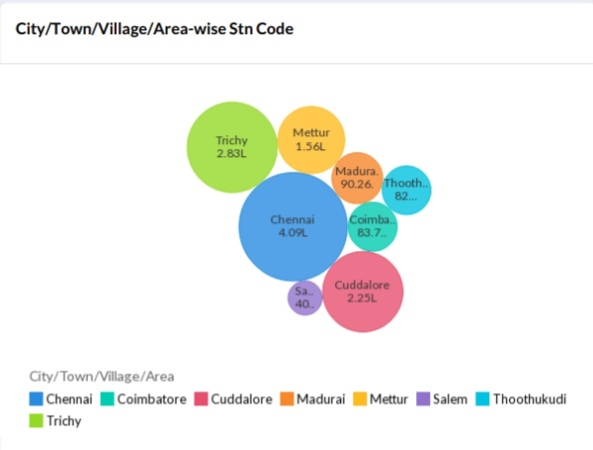 City/Town/Village/Area-wise Stn Code
Trichy
2.83L
Mettur
1.56L
Madura.
90.26.
Thooth..
82...
Chennai
4.09L
Coimba..
83.7..
Sa..
40..
Cuddalore
2.25L
City/Town/Village/Area
Chennai Coimbatore Cuddalore Madurai Mettur Salem Thoothukudi
Trichy